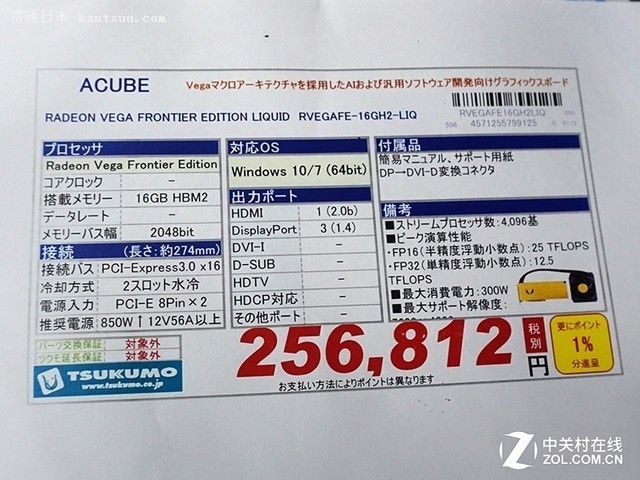 kantsuu.com
ACUBE
Vegaマクロアーキテクチャを採用したAIおよび汎用ソフトウェア開発向けグラフィックスボード
RADEON VEGA FRONTIER EDITION LIQUID RVEGAFE-16GH2-LIQ
RVEGAFE16GH2LIQ
596 4571255799125
プロセッサ
Radeon Vega Frontier Edition
コアクロック -
搭載メモリー 16GB HBM2
データレート -
メモリーバス幅 2048bit
接続 (長さ:約274mm)
接続バス PCI-Express3.0 x16
冷却方式 2スロット水冷
電源入力 PCI-E 8Pin×2
推奨電源 850W↑12V56A以上
パーツ交換保証 対象外
ツクモ延長保証 対象外
TSUKUMO
www.tsukumo.co.jp
対応OS
Windows 10/7 (64bit)
出力ポート
HDMI 1 (2.0b)
DisplayPort 3 (1.4)
DVI-I -
D-SUB -
HDTV -
HDCP対応 -
その他ポート -
付属品
簡易マニュアル、サポート用紙
DP→DVI-D変換コネクタ
備考
■ストリームプロセッサ数:4,096基
■ピーク演算性能
・FP16(半精度浮動小数点):25 TFLOPS
・FP32(単精度浮動小数点):12.5
TFLOPS
■最大消費電力:300W
■最大サポート解像度:
256,812円
税別
更にポイント
1%
分進呈
お支払い方法によりポイントは異なります
中关村在线
ZOL.COM.CN